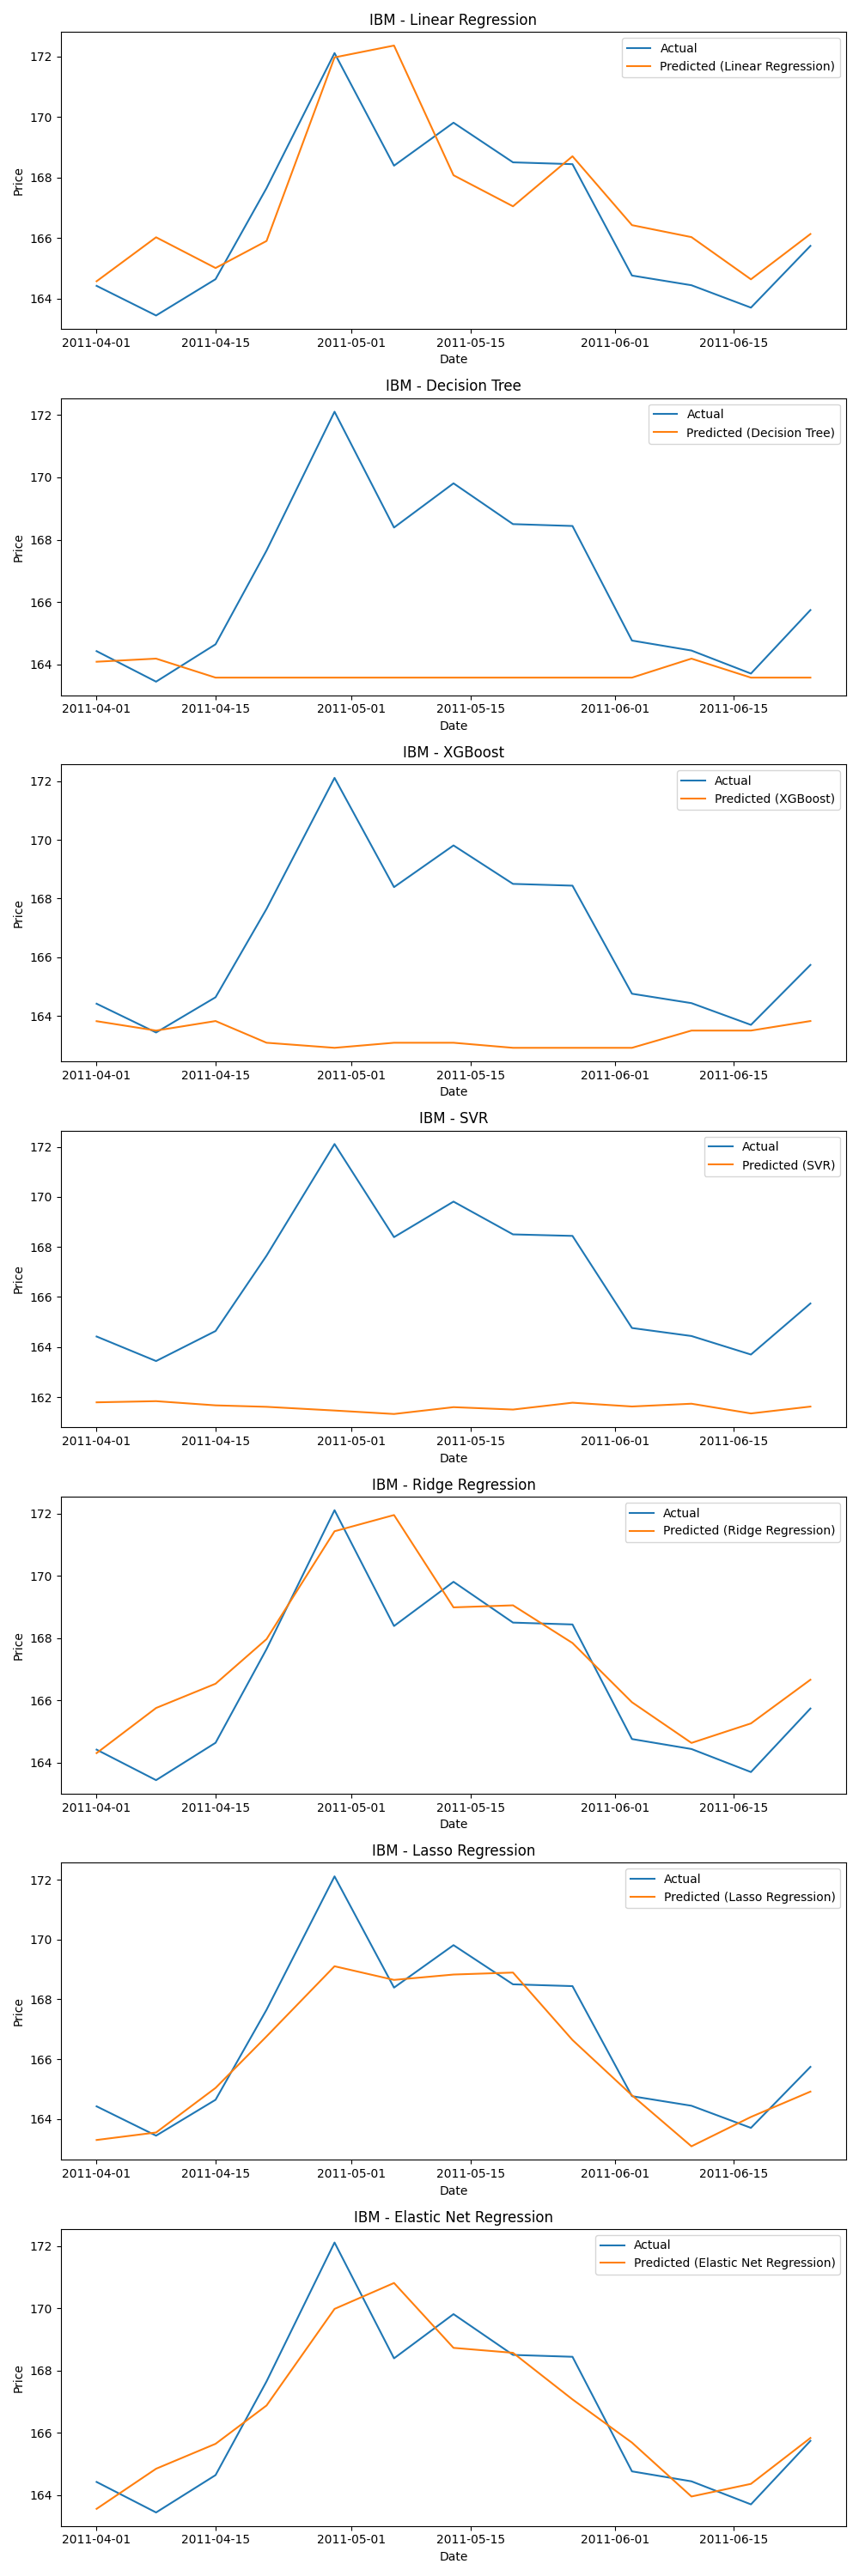 IBM - Linear Regression
Actual
Predicted (Linear Regression)
172
170
168
166
164
Price
2011-04-01 2011-04-15 2011-05-01 2011-05-15 2011-06-01 2011-06-15
Date
IBM - Decision Tree
Actual
Predicted (Decision Tree)
172
170
168
166
164
Price
2011-04-01 2011-04-15 2011-05-01 2011-05-15 2011-06-01 2011-06-15
Date
IBM - XGBoost
Actual
Predicted (XGBoost)
172
170
168
166
164
Price
2011-04-01 2011-04-15 2011-05-01 2011-05-15 2011-06-01 2011-06-15
Date
IBM - SVR
Actual
Predicted (SVR)
172
170
168
166
164
162
Price
2011-04-01 2011-04-15 2011-05-01 2011-05-15 2011-06-01 2011-06-15
Date
IBM - Ridge Regression
Actual
Predicted (Ridge Regression)
172
170
168
166
164
Price
2011-04-01 2011-04-15 2011-05-01 2011-05-15 2011-06-01 2011-06-15
Date
IBM - Lasso Regression
Actual
Predicted (Lasso Regression)
172
170
168
166
164
Price
2011-04-01 2011-04-15 2011-05-01 2011-05-15 2011-06-01 2011-06-15
Date
IBM - Elastic Net Regression
Actual
Predicted (Elastic Net Regression)
172
170
168
166
164
Price
2011-04-01 2011-04-15 2011-05-01 2011-05-15 2011-06-01 2011-06-15
Date